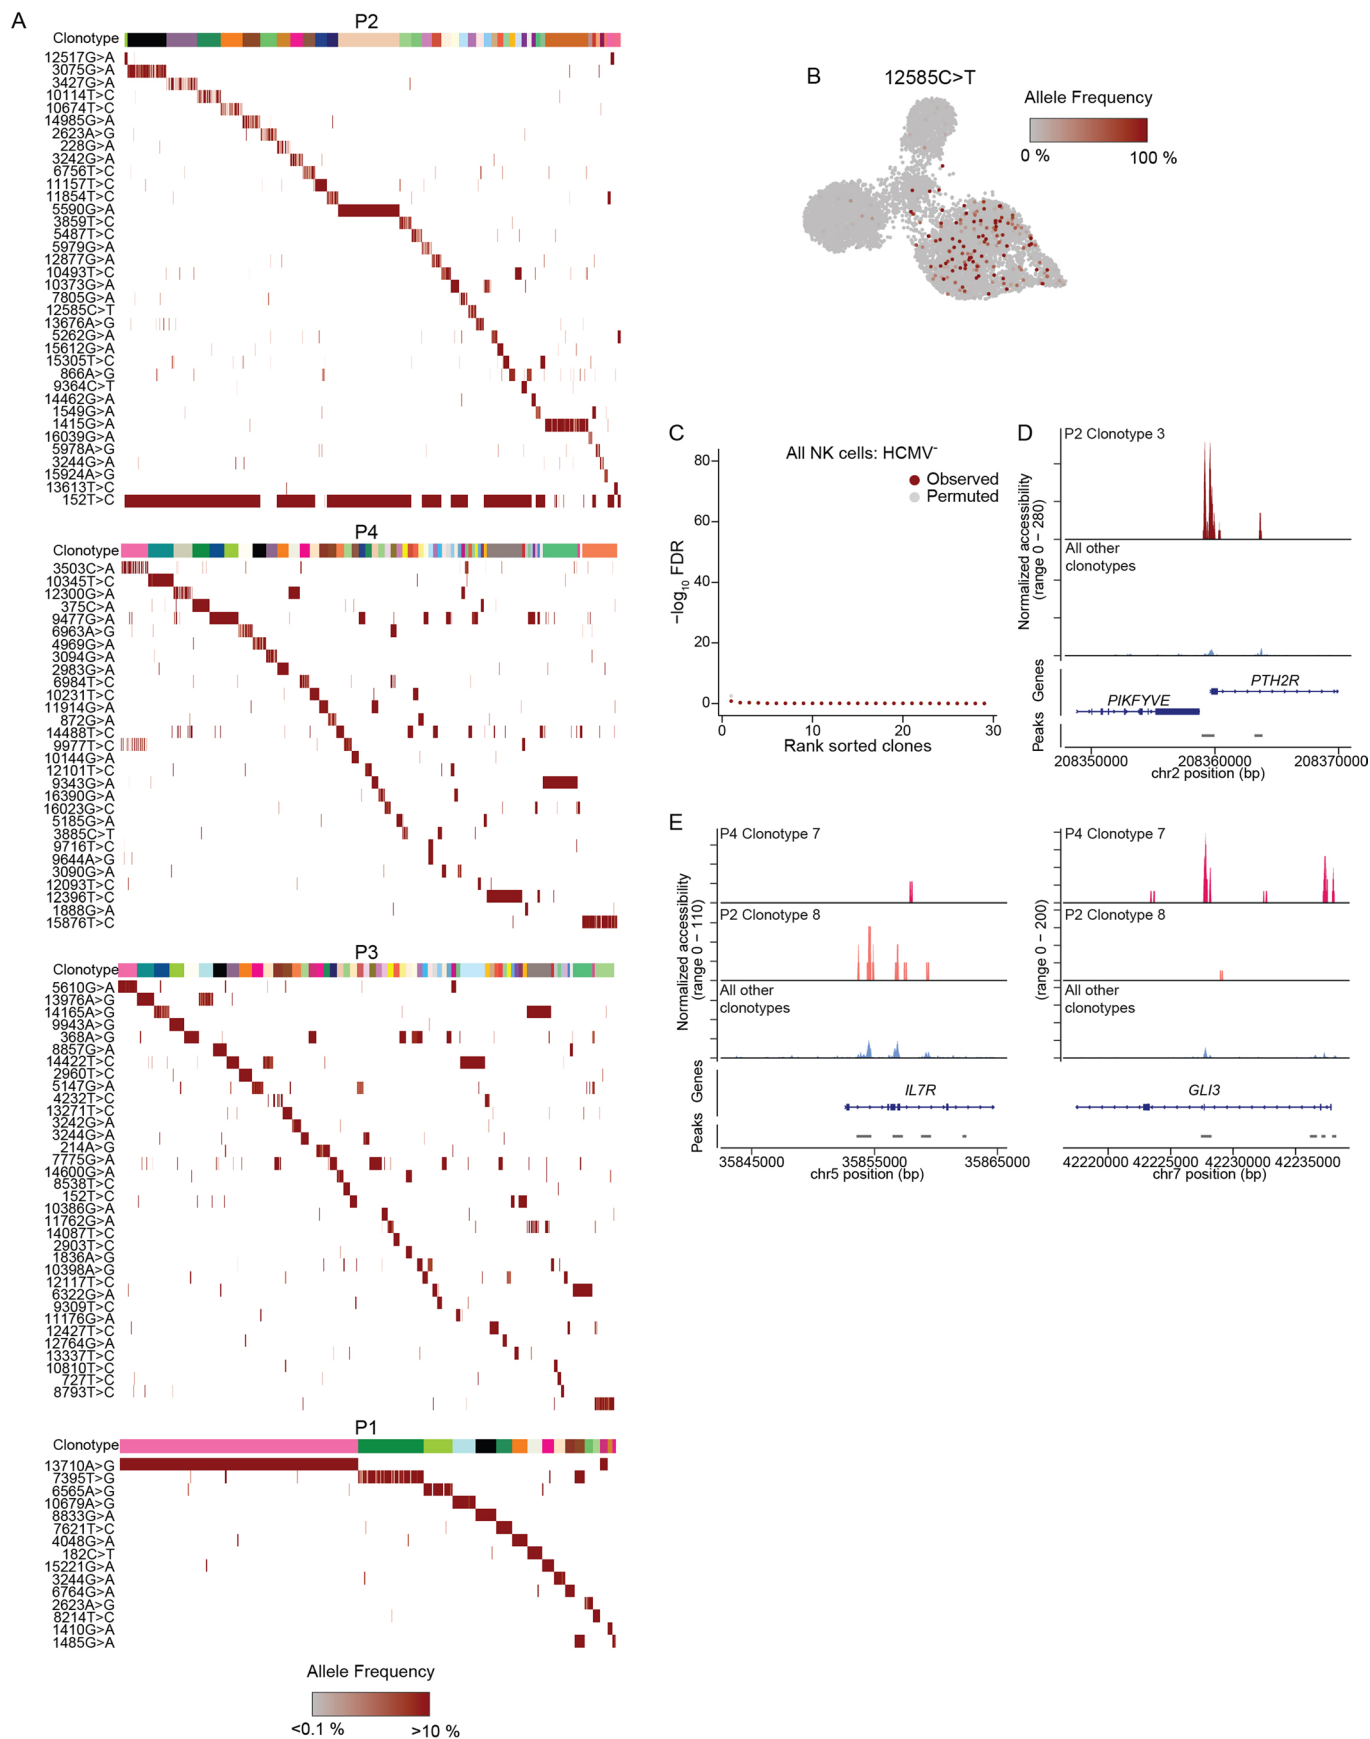 A
P2
Clonotype
12517G>A
3075G>A
3427G>A
10114T>C
10674T>C
14985G>A
2623A>G
228G>A
3242G>A
6756T>C
11157T>C
11854T>C
5590G>A
3859T>C
5487T>C
5979G>A
12877G>A
10493T>C
10373G>A
7805G>A
12585C>T
13676A>G
5262G>A
15612G>A
15305T>C
866A>G
9364C>T
14462G>A
1549G>A
1415G>A
16039G>A
5978A>G
3244G>A
15924A>G
13613T>C
152T>C
P4
Clonotype
3503C>A
10345T>C
12300G>A
375C>A
9477G>A
6963A>G
4969G>A
3094G>A
2983G>A
6984T>C
10231T>C
11914G>A
872G>A
14488T>C
9977T>C
10144G>A
12101T>C
9343G>A
16390G>A
16023G>C
5185G>A
3885C>T
9716T>C
9644A>G
3090G>A
12093T>C
12396T>C
1888G>A
15876T>C
P3
Clonotype
5610G>A
13976A>G
14165A>G
9943A>G
368A>G
8857G>A
14422T>C
2960T>C
5147G>A
4232T>C
13271T>C
3242G>A
3244G>A
214A>G
7775G>A
14600G>A
8538T>C
152T>C
10386G>A
11762G>A
14087T>C
2903T>C
1836A>G
10398A>G
12117T>C
6322G>A
9309T>C
11176G>A
12427T>C
12764G>A
13337T>C
10810T>C
727T>C
8793T>C
P1
Clonotype
13710A>G
7395T>G
6565A>G
10679A>G
8833G>A
7621T>C
4048G>A
182C>T
15221G>A
3244G>A
6764G>A
2623A>G
8214T>C
1410G>A
1485G>A
Allele Frequency
<0.1 %
>10 %
B
12585C>T
Allele Frequency
0 %
100 %
C
All NK cells: HCMV-
Observed
Permuted
−log10 FDR
80
60
40
20
0
0
10
20
30
Rank sorted clones
D
P2 Clonotype 3
All other
clonotypes
Normalized accessibility
(range 0 − 280)
Genes
PTH2R
PIKFYVE
Peaks
208350000
208360000
208370000
chr2 position (bp)
E
P4 Clonotype 7
P2 Clonotype 8
All other
clonotypes
Normalized accessibility
(range 0 − 110)
Genes
IL7R
Peaks
35845000
35855000
35865000
chr5 position (bp)
P4 Clonotype 7
P2 Clonotype 8
All other
clonotypes
(range 0 − 200)
GLI3
42220000
42225000
42230000
42235000
chr7 position (bp)